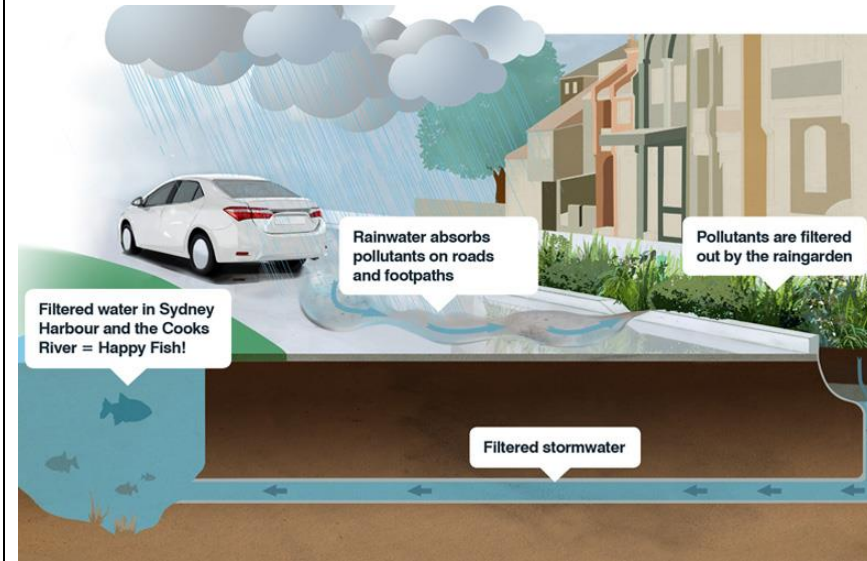 Rainwater absorbs
pollutants on roads
and footpaths
Pollutants are filtered
out by the raingarden
Filtered water in Sydney
Harbour and the Cooks
River = Happy Fish!
Filtered stormwater